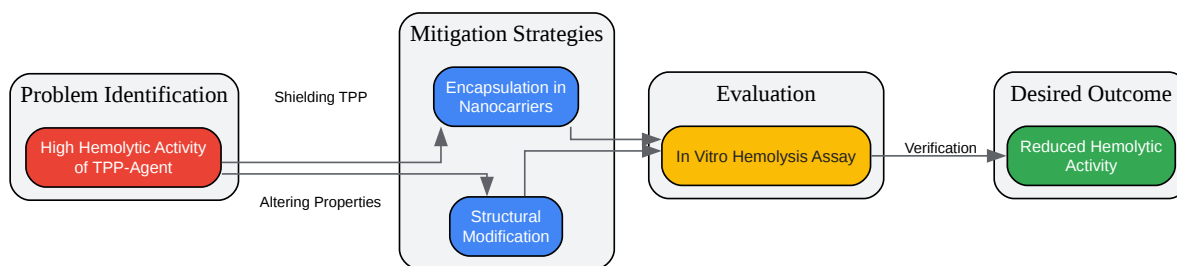 Problem Identification
High Hemolytic Activity
of TPP-Agent
Shielding TPP
Altering Properties
Mitigation Strategies
Encapsulation in
Nanocarriers
Structural
Modification
Evaluation
In Vitro Hemolysis Assay
Verification
Desired Outcome
Reduced Hemolytic
Activity